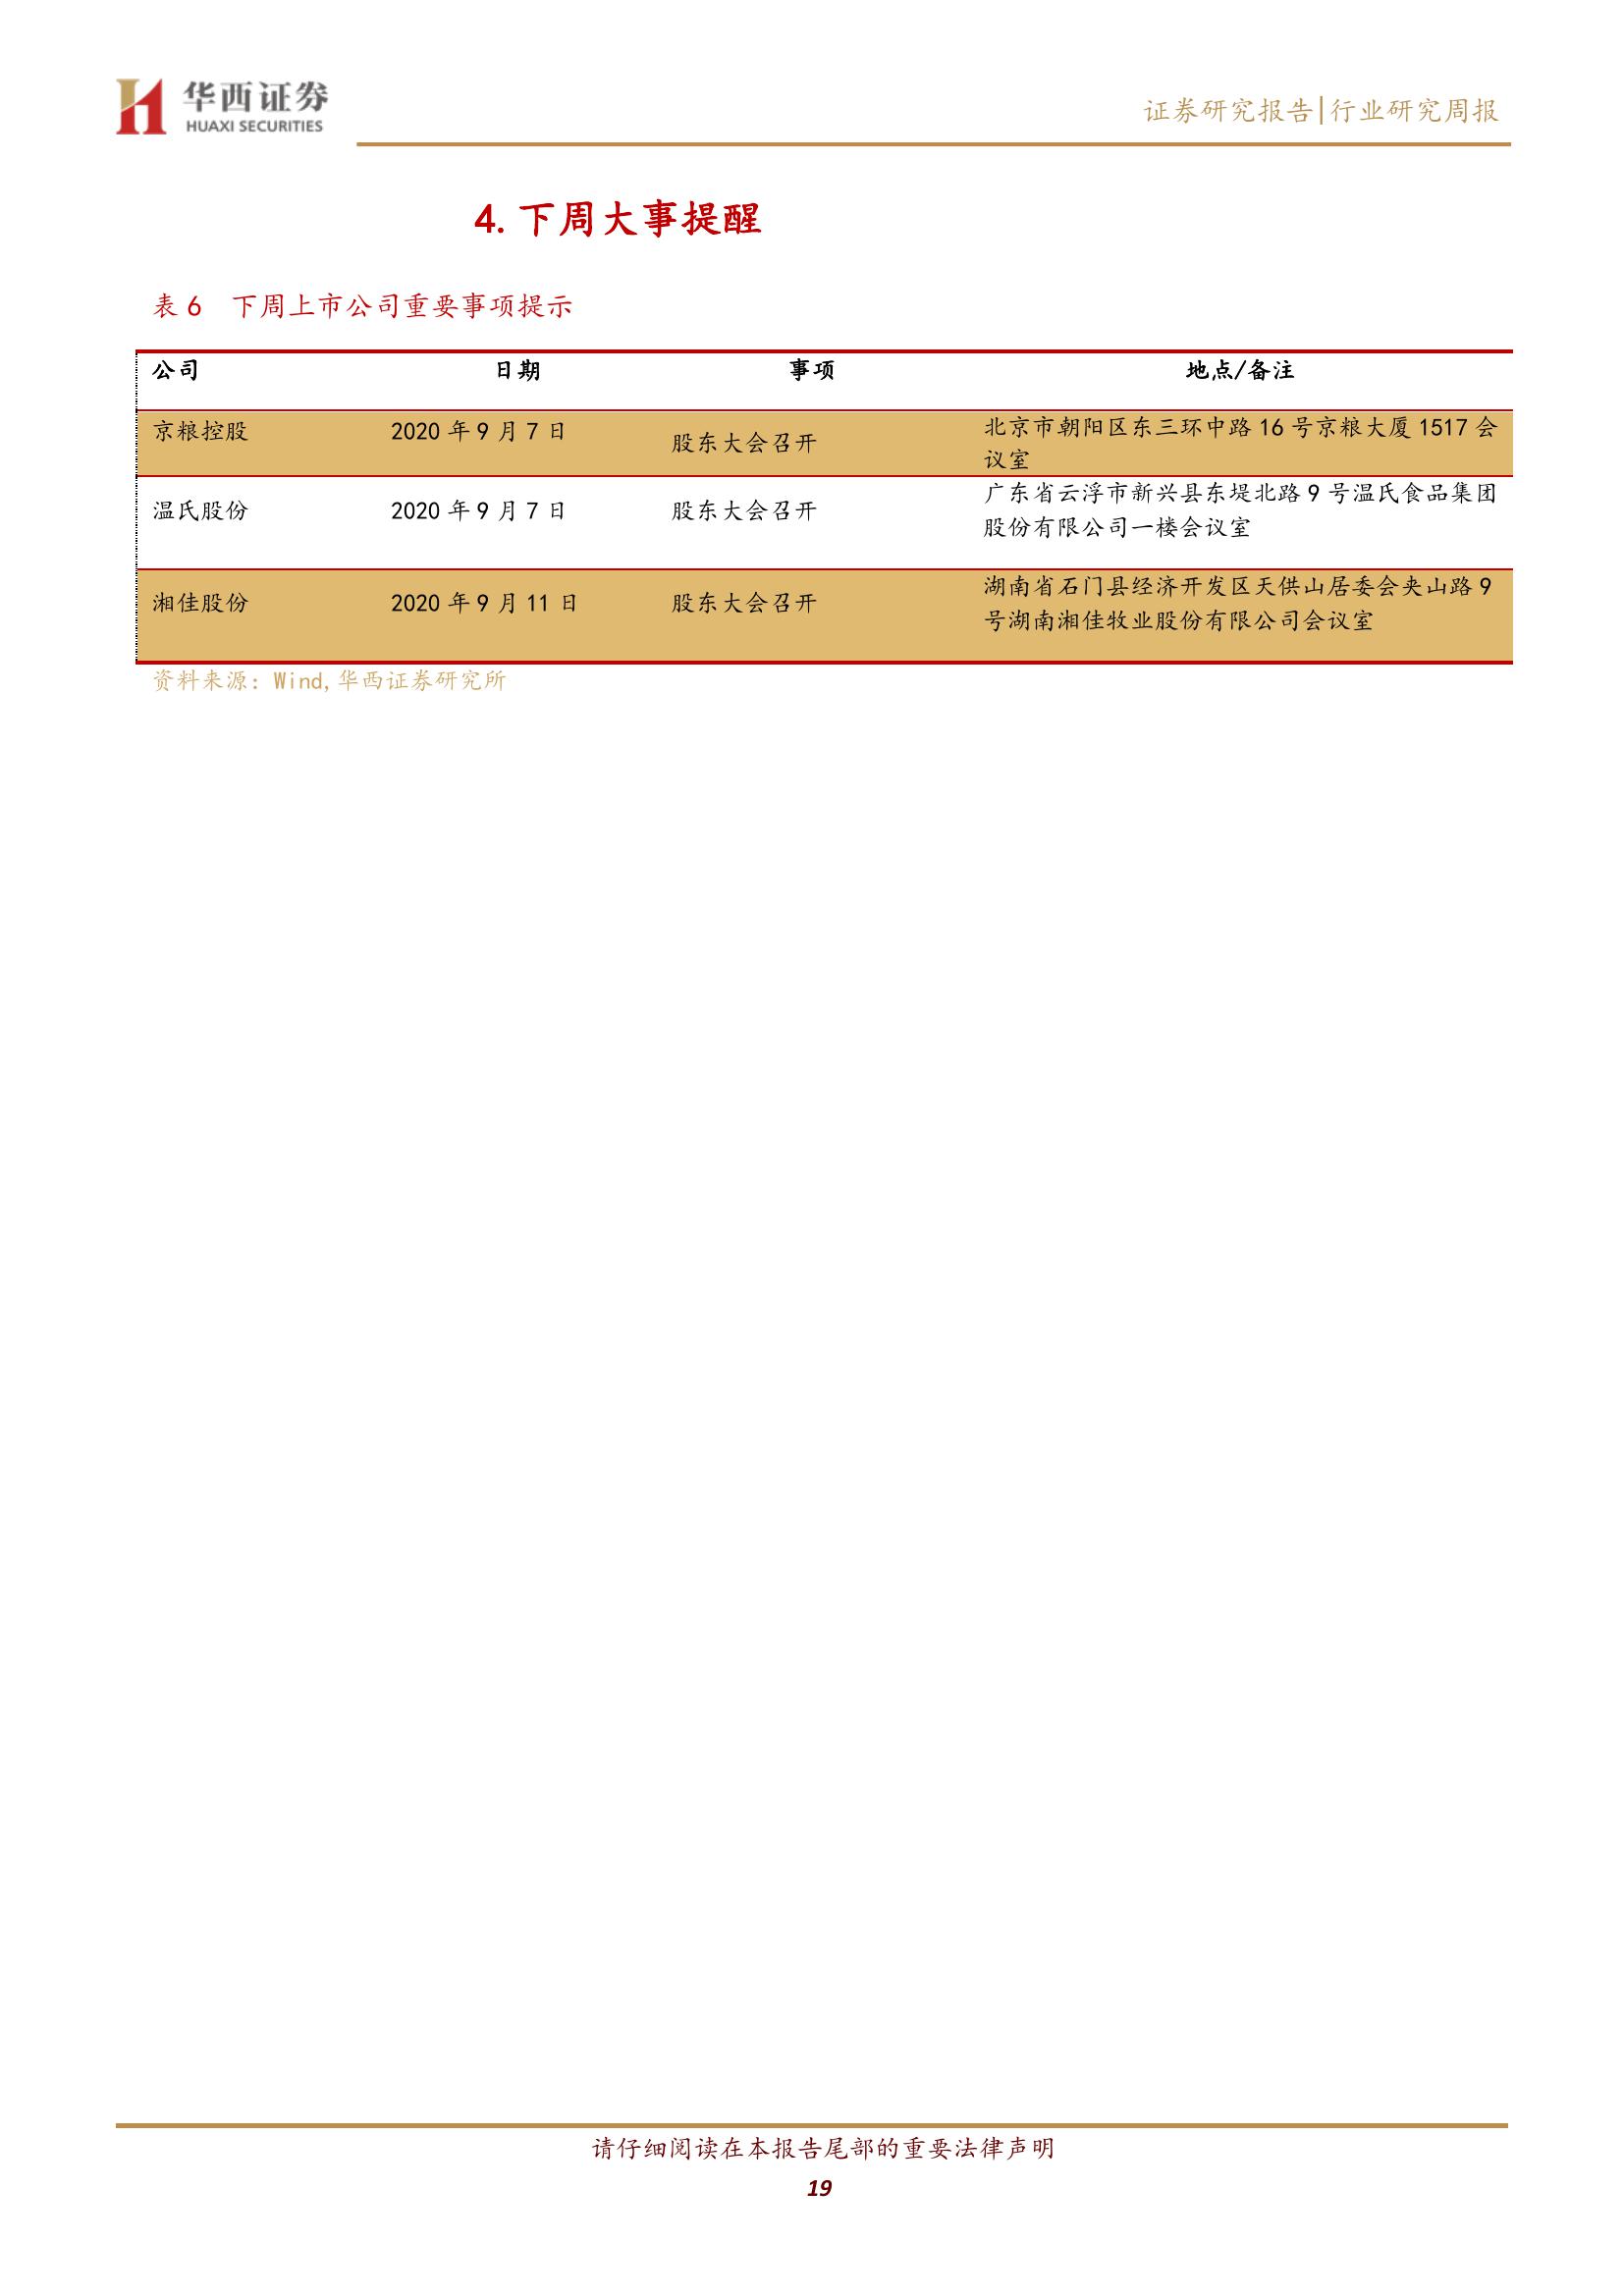 华西证券
HUAXI SECURITIES
证券研究报告|行业研究周报
4.下周大事提醒
表 6 下周上市公司重要事项提示
公司 日期 事项 地点/备注
京粮控股 2020 年 9 月 7 日 股东大会召开 北京市朝阳区东三环中路 16 号京粮大厦 1517 会
议室
温氏股份 2020 年 9 月 7 日 股东大会召开 广东省云浮市新兴县东堤北路 9 号温氏食品集团
股份有限公司一楼会议室
湘佳股份 2020 年 9 月 11 日 股东大会召开 湖南省石门县经济开发区天供山居委会夹山路 9
号湖南湘佳牧业股份有限公司会议室
资料来源: Wind,华西证券研究所
请仔细阅读在本报告尾部的重要法律声明
19